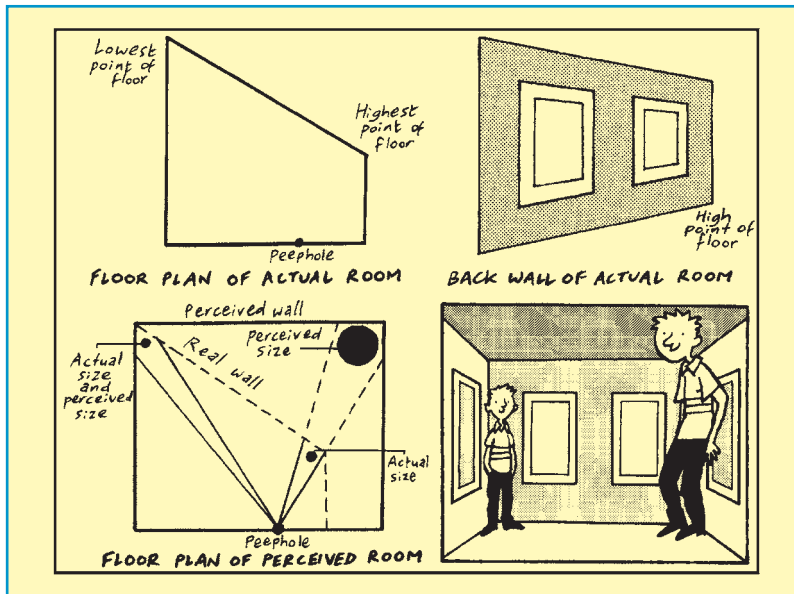 Lowest
point of
floor
Highest
point of
floor
Peephole
FLOOR PLAN OF ACTUAL ROOM
High
point of
floor
BACK WALL OF ACTUAL ROOM
Perceived wall
Perceived
size
Real wall
Actual
size
and
perceived
size
Actual
size
Peephole
FLOOR PLAN OF PERCEIVED ROOM